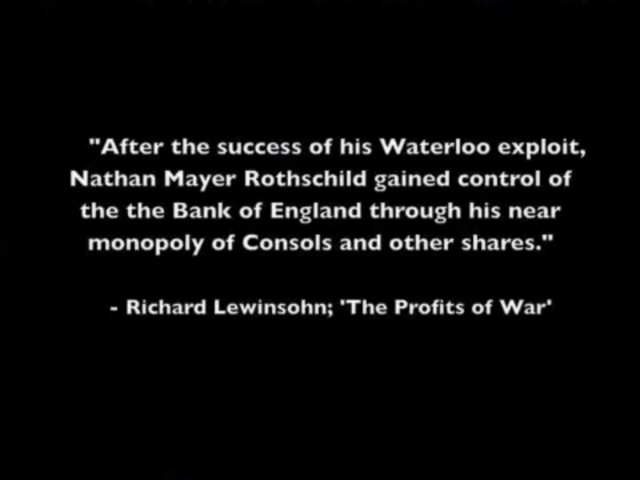 "After the success of his Waterloo exploit,
Nathan Mayer Rothschild gained control of
the the Bank of England through his near
monopoly of Consols and other shares."
- Richard Lewinsohn; 'The Profits of War'